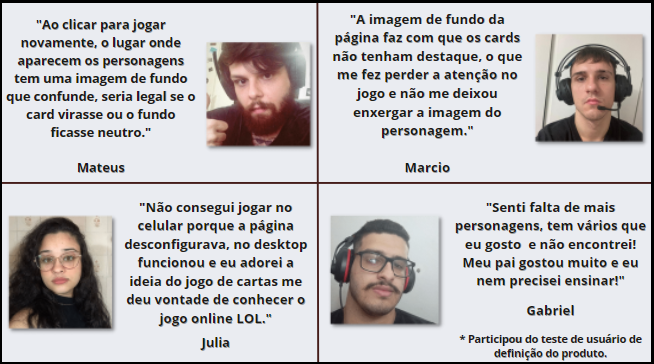 "Ao clicar para jogar
novamente, o lugar onde
aparecem os personagens
tem uma imagem de fundo
que confunde, seria legal se o
card virasse ou o fundo
ficasse neutro."
Mateus
"A imagem de fundo da
página faz com que os cards
não tenham destaque, o que
me fez perder a atenção no
jogo e não me deixou
enxergar a imagem do
personagem."
Marcio
"Não consegui jogar no
celular porque a página
desconfigurava, no desktop
funcionou e eu adorei a
ideia do jogo de cartas me
deu vontade de conhecer o
jogo online LOL."
Julia
"Senti falta de mais
personagens, tem vários que
eu gosto e não encontrei!
Meu pai gostou muito e eu
nem precisei ensinar!"
Gabriel
* Participou do teste de usuário de
definição do produto.